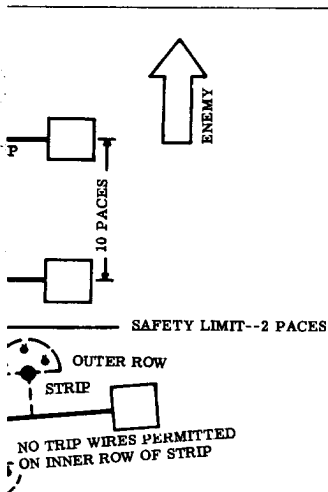 ENEMY
P
10 PACES
SAFETY LIMIT--2 PACES
OUTER ROW
STRIP
NO TRIP WIRES PERMITTED
ON INNER ROW OF STRIP